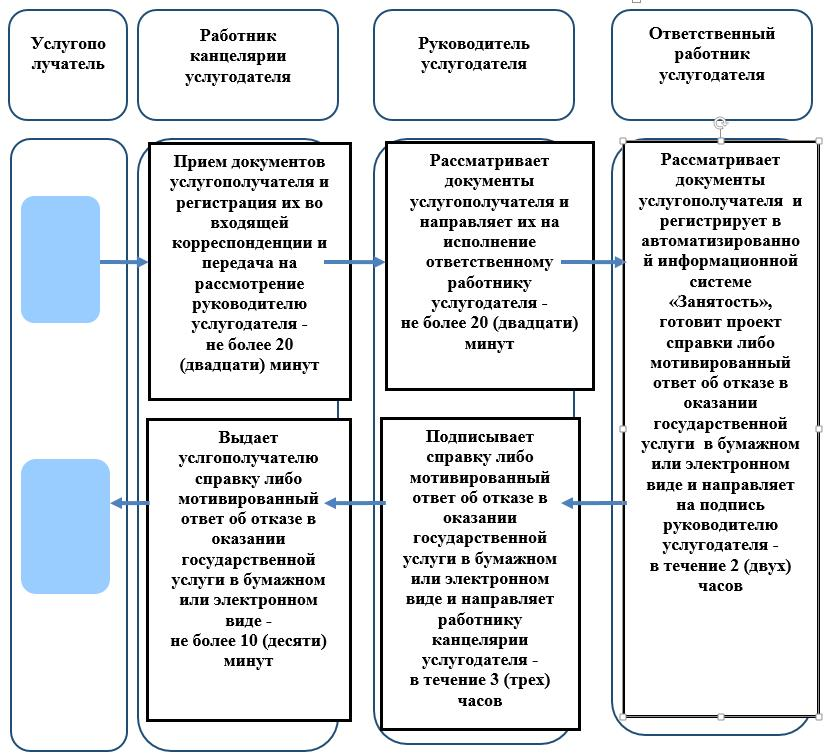 Услугопо
лучатель
Работник
канцелярии
услугодателя
Руководитель
услугодателя
Ответственный
работник
услугодателя
Прием документов
услугополучателя и
регистрация их во
входящей
корреспонденции и
передача на
рассмотрение
руководителю
услугодателя -
не более 20
(двадцати) минут
Рассматривает
документы
услугополучателя и
направляет их на
исполнение
ответственному
работнику
услугодателя -
не более 20 (двадцати)
минут
Рассматривает
документы
услугополучателя и
регистрирует в
автоматизированно
й информационной
системе
«Занятость»,
готовит проект
справки либо
мотивированный
ответ об отказе в
оказании
государственной
услуги в бумажном
или электронном
виде и направляет
на подпись
руководителю
услугодателя -
в течение 2 (двух)
часов
Выдает
услгополучателю
справку либо
мотивированный
ответ об отказе в
оказании
государственной
услуги в бумажном
или электронном
виде -
не более 10 (десяти)
минут
Подписывает
справку либо
мотивированный
ответ об отказе в
оказании
государственной
услуги в бумажном
или электронном
виде и направляет
работнику
канцелярии
услугодателя -
в течение 3 (трех)
часов